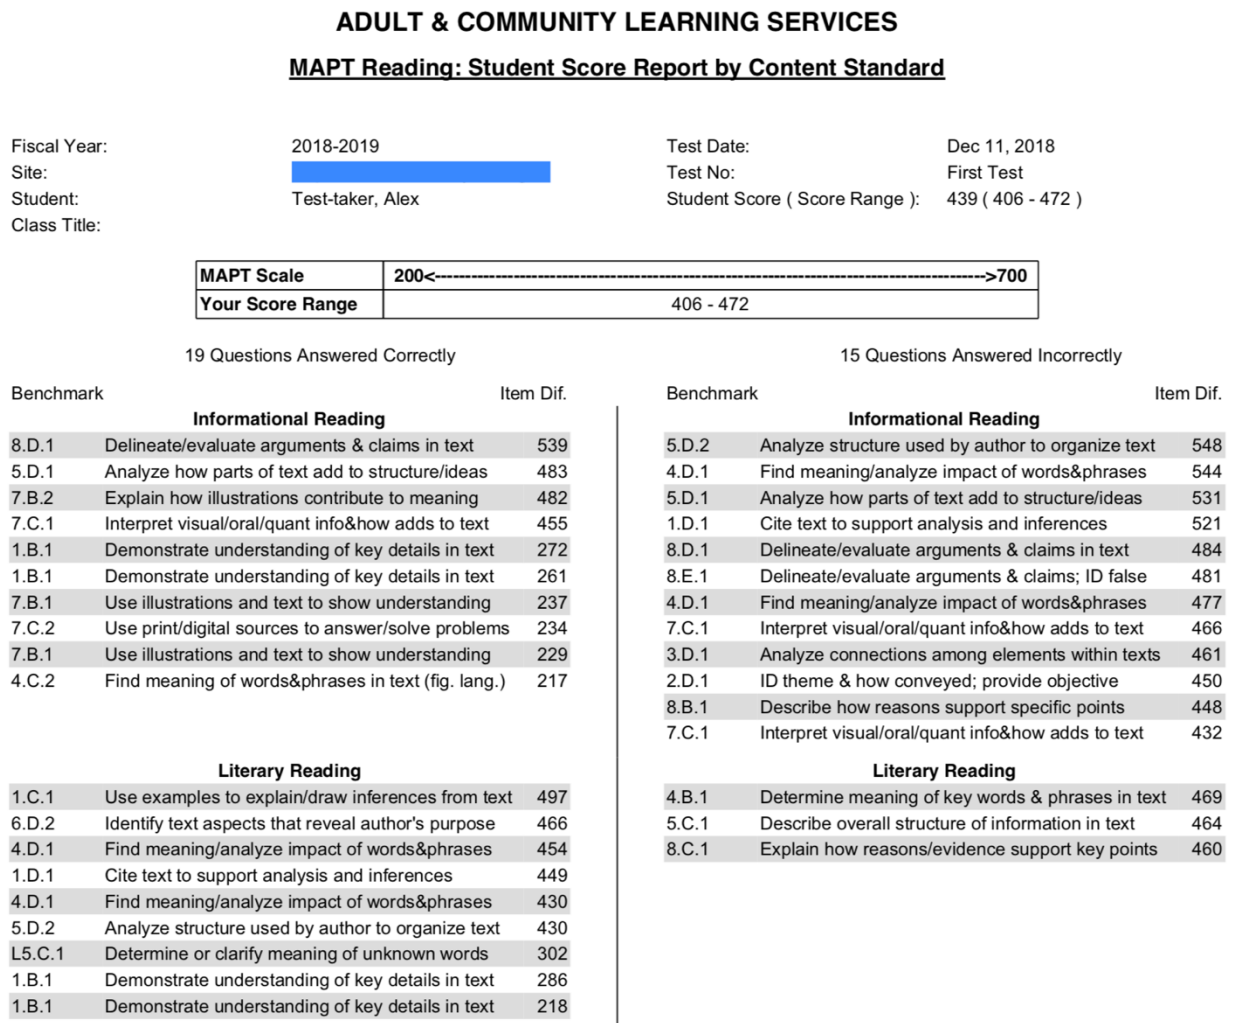 ADULT & COMMUNITY LEARNING SERVICES
MAPT Reading: Student Score Report by Content Standard
Fiscal Year: 2018-2019 Test Date: Dec 11, 2018
Site: Test No: First Test
Student: Test-taker, Alex Student Score ( Score Range ): 439 ( 406 - 472 )
Class Title:
MAPT Scale 200<------------------------------------------------------------------------------------------->700
Your Score Range 406 - 472
19 Questions Answered Correctly
Benchmark Item Dif.
Informational Reading
8.D.1 Delineate/evaluate arguments & claims in text 539
5.D.1 Analyze how parts of text add to structure/ideas 483
7.B.2 Explain how illustrations contribute to meaning 482
7.C.1 Interpret visual/oral/quant info&how adds to text 455
1.B.1 Demonstrate understanding of key details in text 272
1.B.1 Demonstrate understanding of key details in text 261
7.B.1 Use illustrations and text to show understanding 237
7.C.2 Use print/digital sources to answer/solve problems 234
7.B.1 Use illustrations and text to show understanding 229
4.C.2 Find meaning of words&phrases in text (fig. lang.) 217
Literary Reading
1.C.1 Use examples to explain/draw inferences from text 497
6.D.2 Identify text aspects that reveal author's purpose 466
4.D.1 Find meaning/analyze impact of words&phrases 454
1.D.1 Cite text to support analysis and inferences 449
4.D.1 Find meaning/analyze impact of words&phrases 430
5.D.2 Analyze structure used by author to organize text 430
L5.C.1 Determine or clarify meaning of unknown words 302
1.B.1 Demonstrate understanding of key details in text 286
1.B.1 Demonstrate understanding of key details in text 218
15 Questions Answered Incorrectly
Benchmark Item Dif.
Informational Reading
5.D.2 Analyze structure used by author to organize text 548
4.D.1 Find meaning/analyze impact of words&phrases 544
5.D.1 Analyze how parts of text add to structure/ideas 531
1.D.1 Cite text to support analysis and inferences 521
8.D.1 Delineate/evaluate arguments & claims in text 484
8.E.1 Delineate/evaluate arguments & claims; ID false 481
4.D.1 Find meaning/analyze impact of words&phrases 477
7.C.1 Interpret visual/oral/quant info&how adds to text 466
3.D.1 Analyze connections among elements within texts 461
2.D.1 ID theme & how conveyed; provide objective 450
8.B.1 Describe how reasons support specific points 448
7.C.1 Interpret visual/oral/quant info&how adds to text 432
Literary Reading
4.B.1 Determine meaning of key words & phrases in text 469
5.C.1 Describe overall structure of information in text 464
8.C.1 Explain how reasons/evidence support key points 460